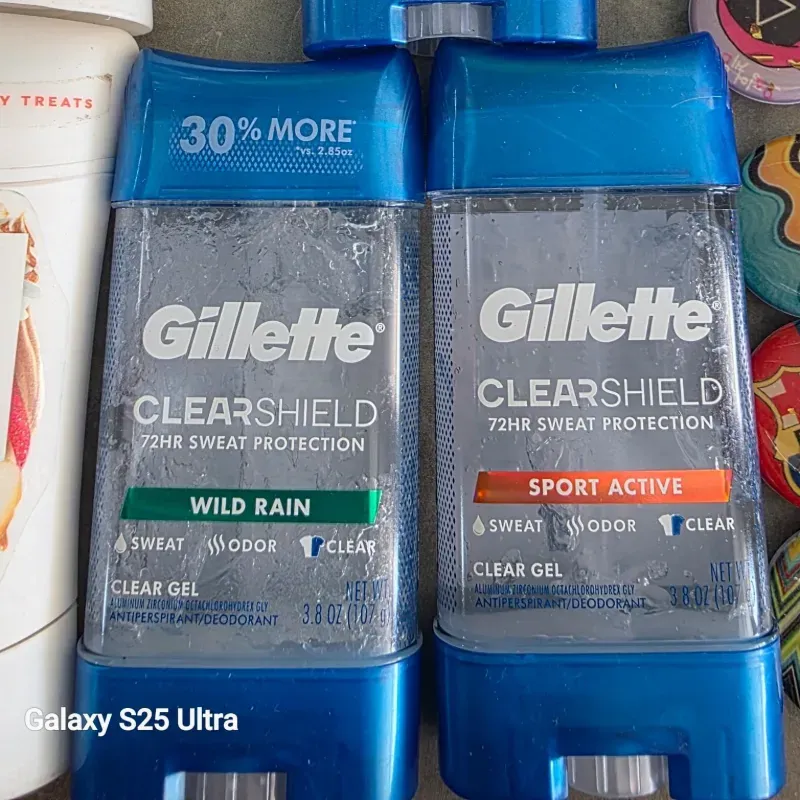 Y TREATS
30% MORE*
*vs. 2.85oz
Gillette®
CLEARSHIELD
72HR SWEAT PROTECTION
WILD RAIN
SWEAT ODOR CLEAR
CLEAR GEL
NET W
ALUMINUM ZIRCONIUM OCTACHLOROHYDREX GLY
ANTIPERSPIRANT/DEODORANT
3.8 OZ (107 g
Gillette®
CLEARSHIELD
72HR SWEAT PROTECTION
SPORT ACTIVE
SWEAT ODOR CLEAR
CLEAR GEL
NET W
ALUMINUM ZIRCONIUM OCTACHLOROHYDREX GLY
ANTIPERSPIRANT/DEODORANT
3.8 OZ (107
Galaxy S25 Ultra